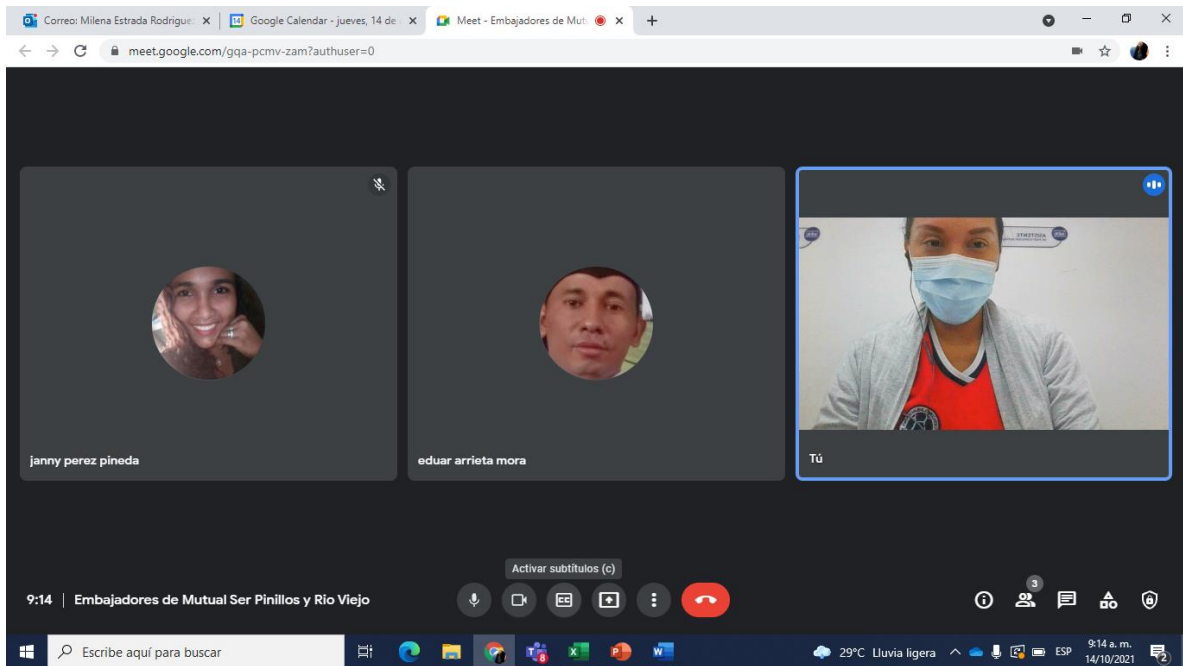 Correo: Milena Estrada Rodrigue
Google Calendar - jueves, 14 de
Meet - Embajadores de Mut
meet.google.com/gqa-pcmv-zam?authuser=0
janny perez pineda
eduar arrieta mora
Tú
Activar subtítulos (c)
9:14 | Embajadores de Mutual Ser Pinillos y Rio Viejo
3
Escribe aquí para buscar
29°C Lluvia ligera
ESP
9:14 a. m.
14/10/2021